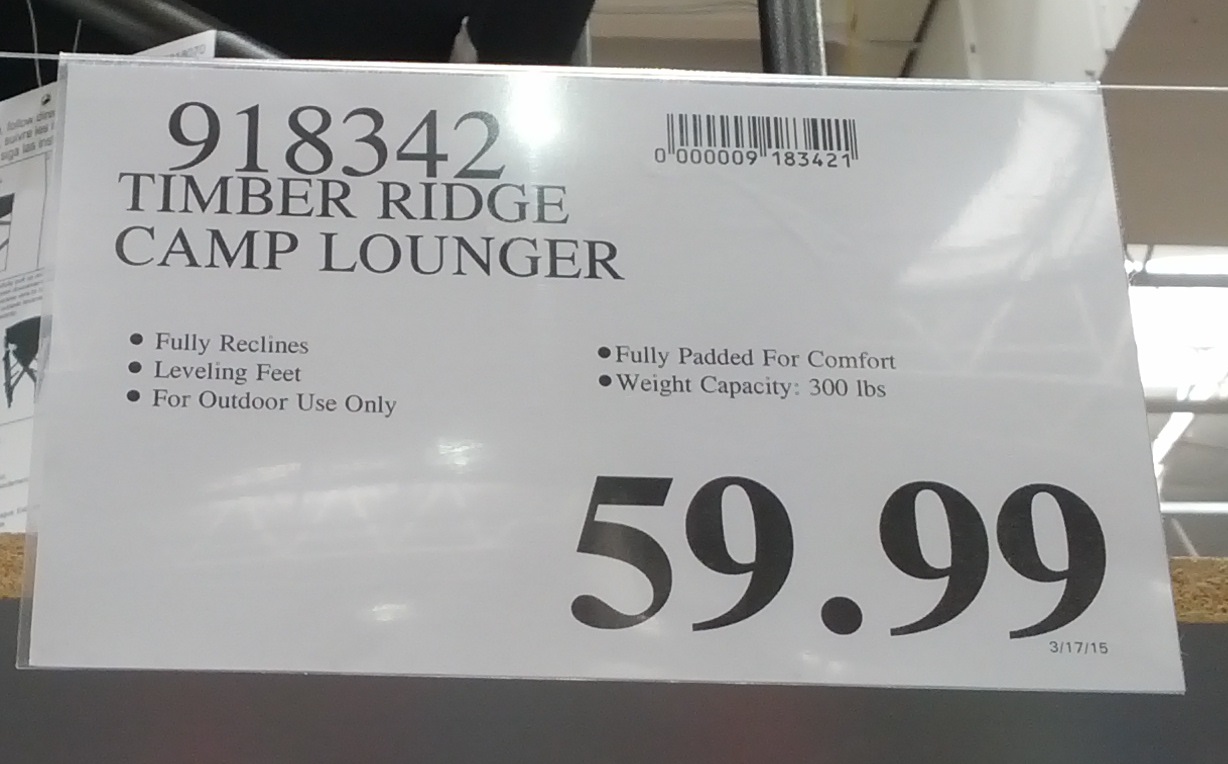 918342
TIMBER RIDGE
CAMP LOUNGER
0 000009 183421
• Fully Reclines
• Leveling Feet
• For Outdoor Use Only
• Fully Padded For Comfort
• Weight Capacity: 300 lbs
59.99
3/17/15